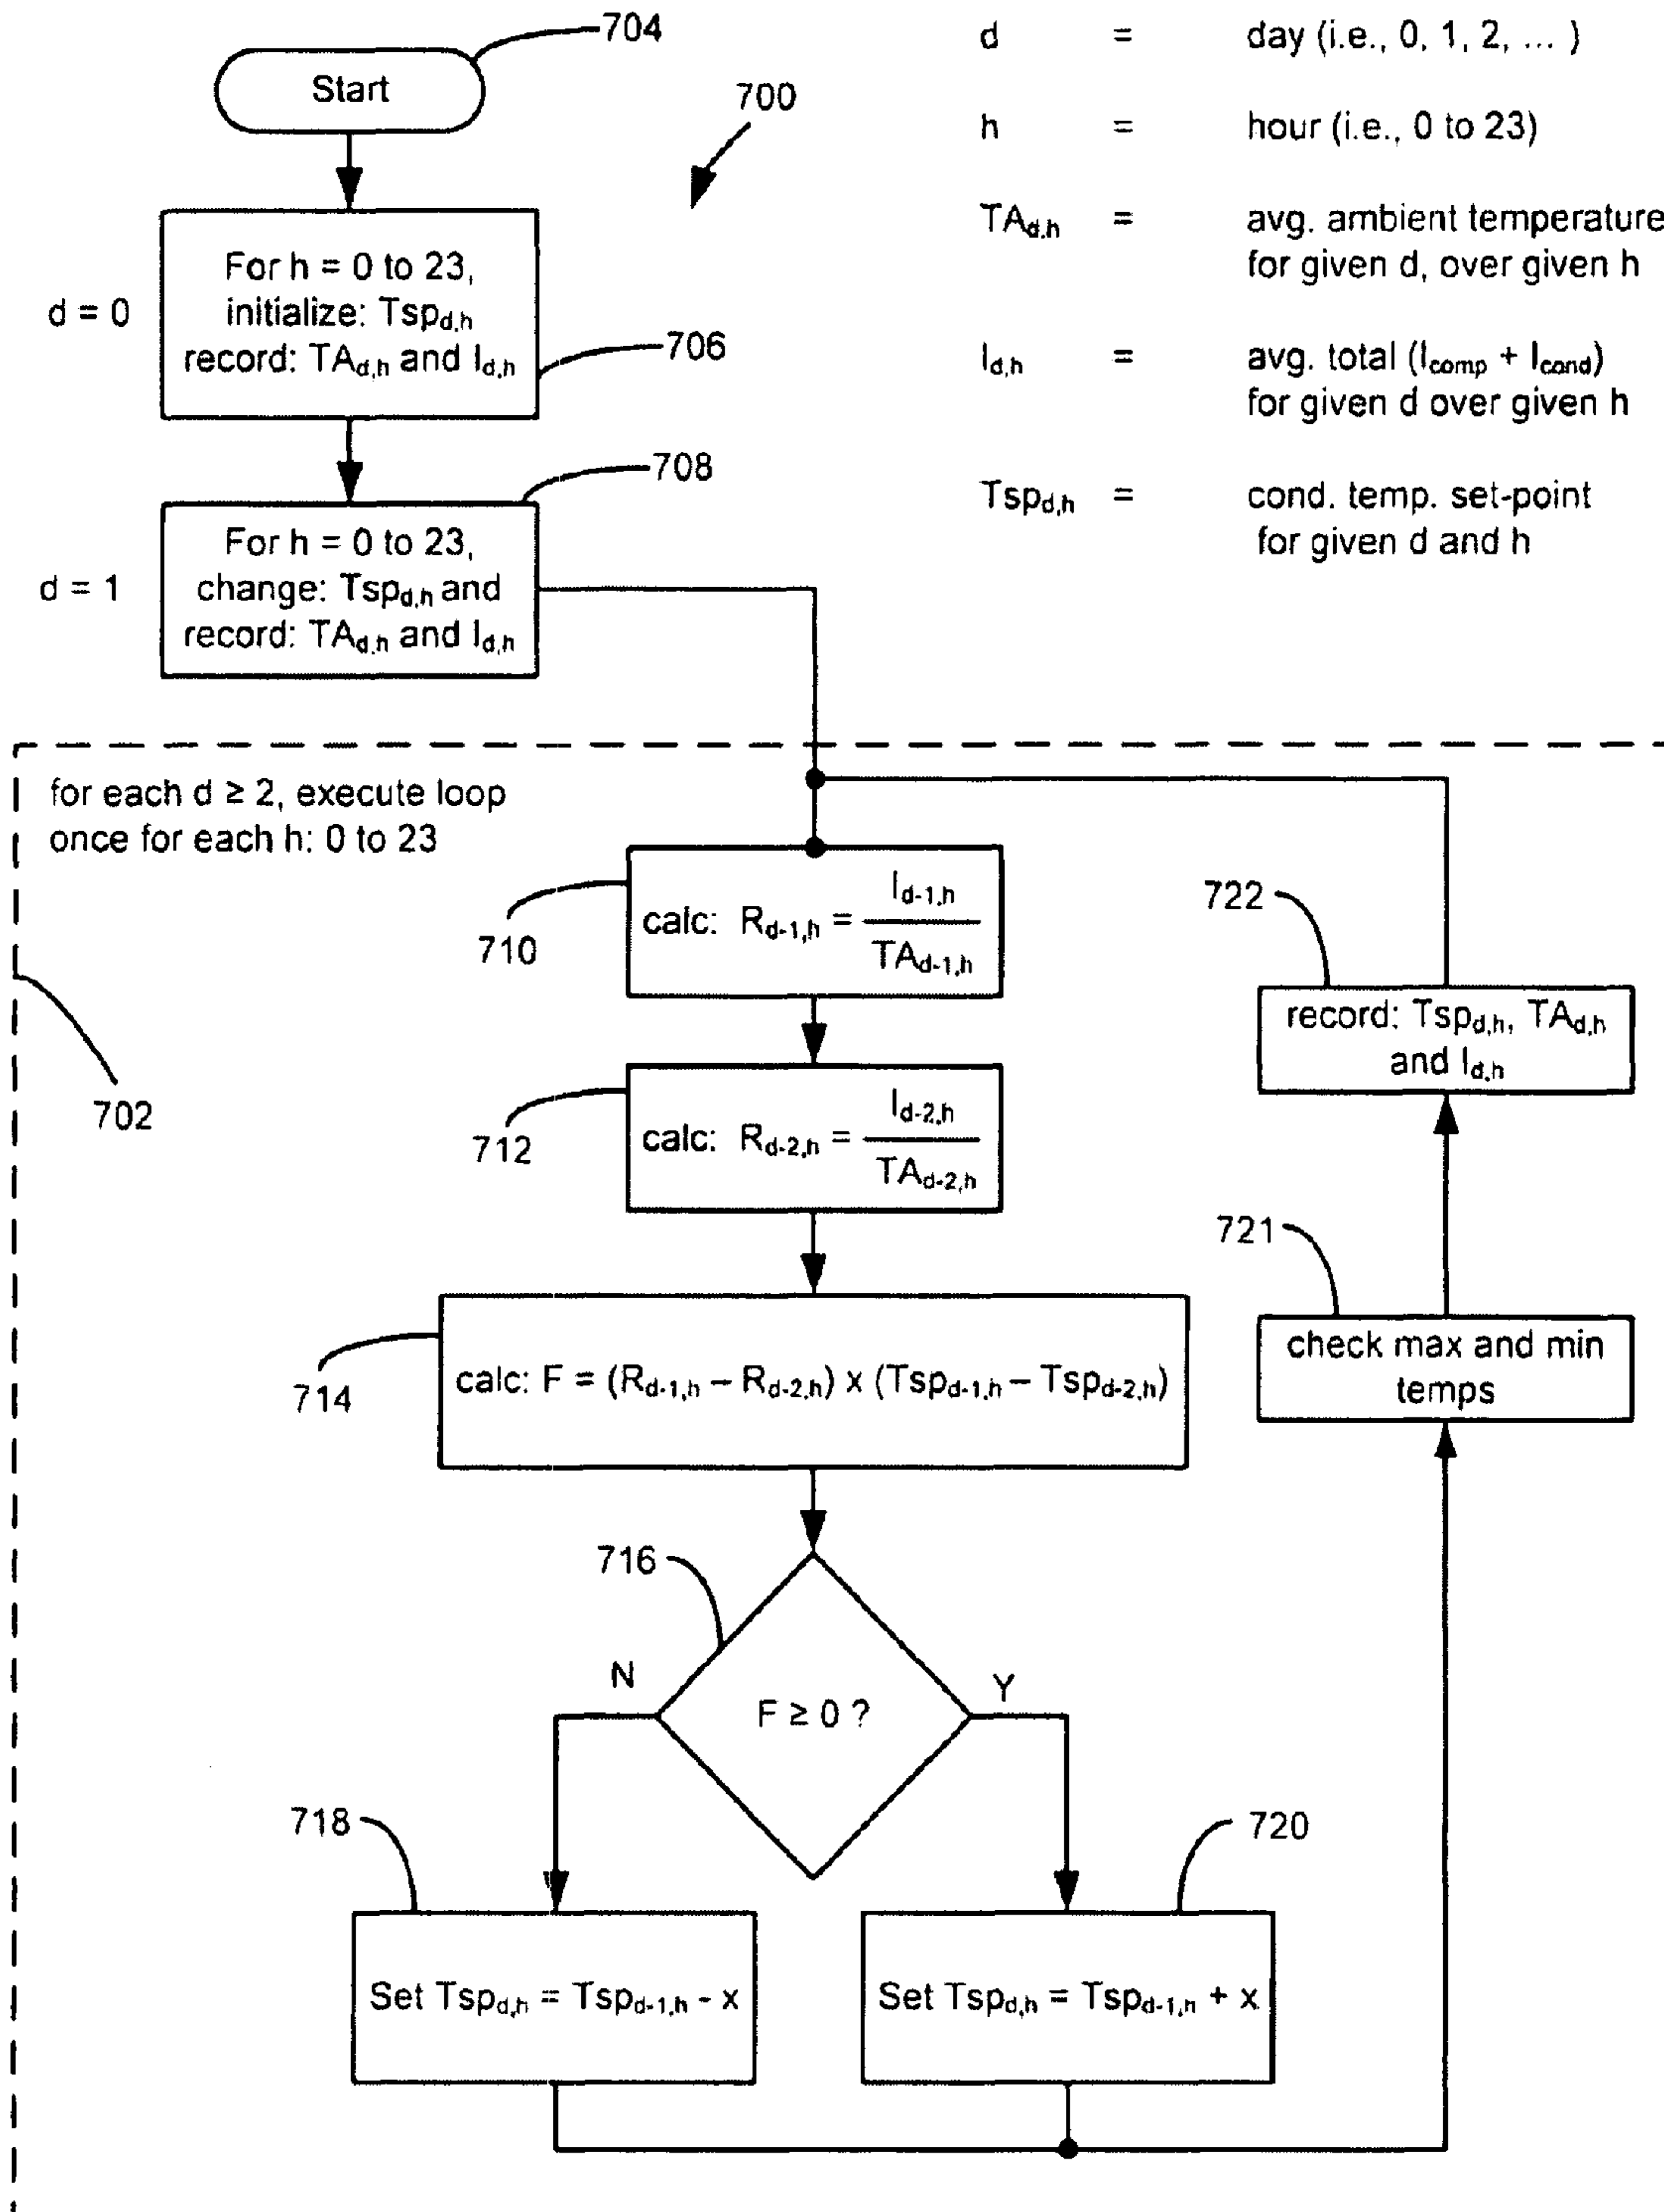 704
Start
700
d = day (i.e., 0, 1, 2, ... )
h = hour (i.e., 0 to 23)
TAd,h = avg. ambient temperature
for given d, over given h
Id,h = avg. total (Icomp + Icond)
for given d over given h
Tspd,h = cond. temp. set-point
for given d and h
d = 0
For h = 0 to 23,
initialize: Tspd,h
record: TAd,h and Id,h
706
708
d = 1
For h = 0 to 23,
change: Tspd,h and
record: TAd,h and Id,h
for each d ≥ 2, execute loop
once for each h: 0 to 23
702
710
calc: Rd-1,h = Id-1,h / TAd-1,h
712
calc: Rd-2,h = Id-2,h / TAd-2,h
714
calc: F = (Rd-1,h – Rd-2,h) x (Tspd-1,h – Tspd-2,h)
716
F ≥ 0 ?
N
Y
718
Set Tspd,h = Tspd-1,h - x
720
Set Tspd,h = Tspd-1,h + x
721
check max and min
temps
722
record: Tspd,h, TAd,h
and Id,h